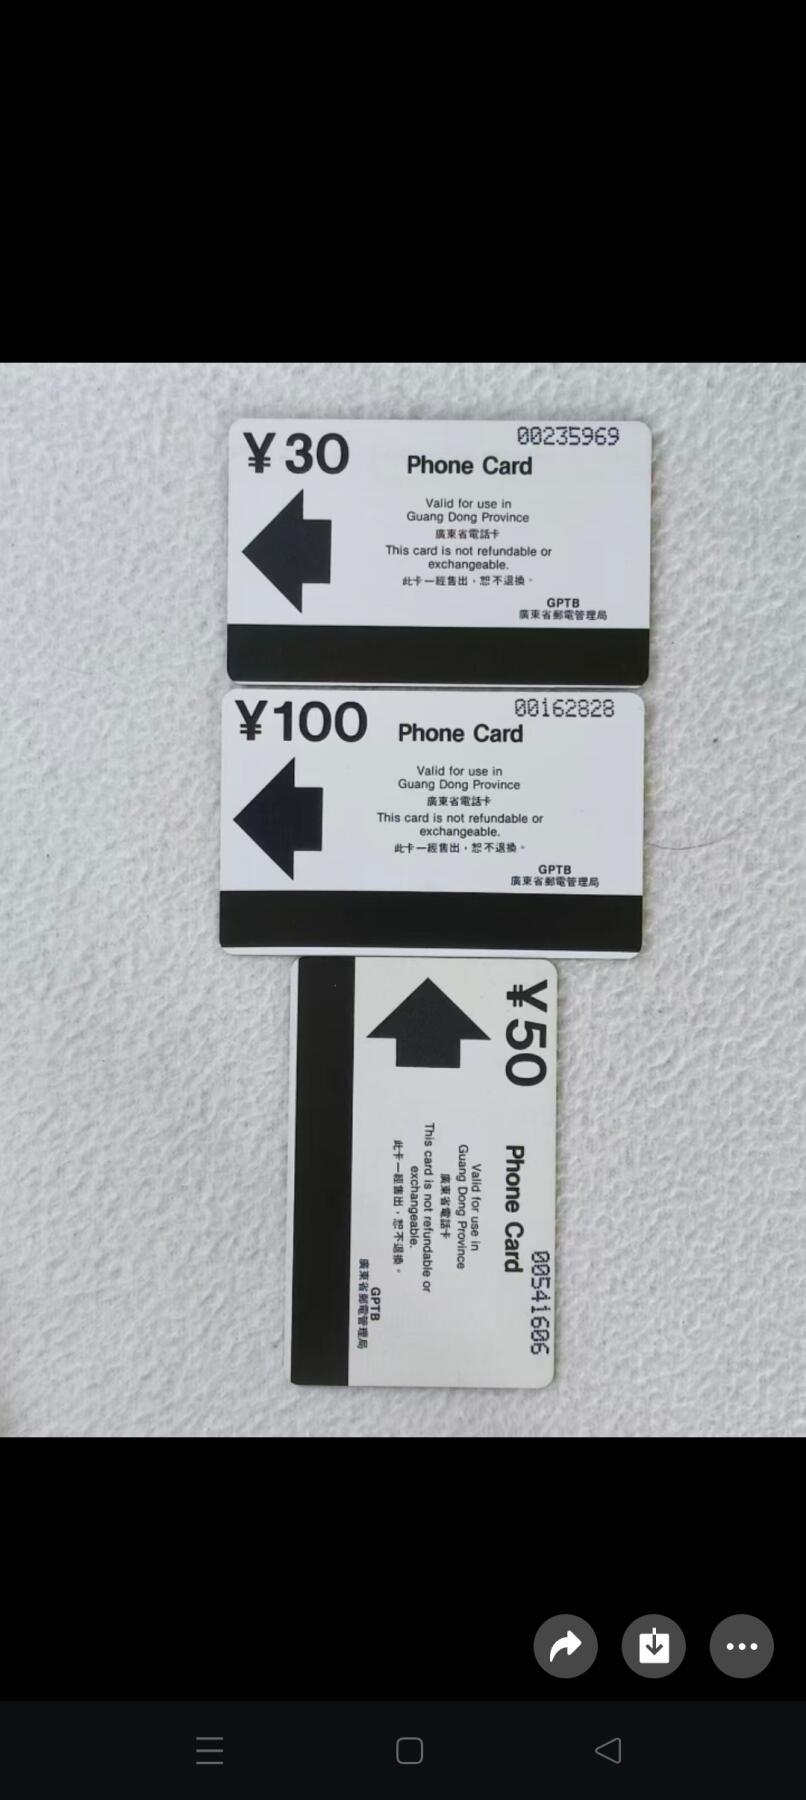 ¥30
00235969
Phone Card
Valid for use in
Guang Dong Province
廣東省電話卡
This card is not refundable or
exchangeable.
此卡一經售出，恕不退換。
GPTB
廣東省郵電管理局
¥100
00162828
Phone Card
Valid for use in
Guang Dong Province
廣東省電話卡
This card is not refundable or
exchangeable.
此卡一經售出，恕不退換。
GPTB
廣東省郵電管理局
¥50
00541606
Phone Card
Valid for use in
Guang Dong Province
廣東省電話卡
This card is not refundable or
exchangeable.
此卡一經售出，恕不退換。
GPTB
廣東省郵電管理局